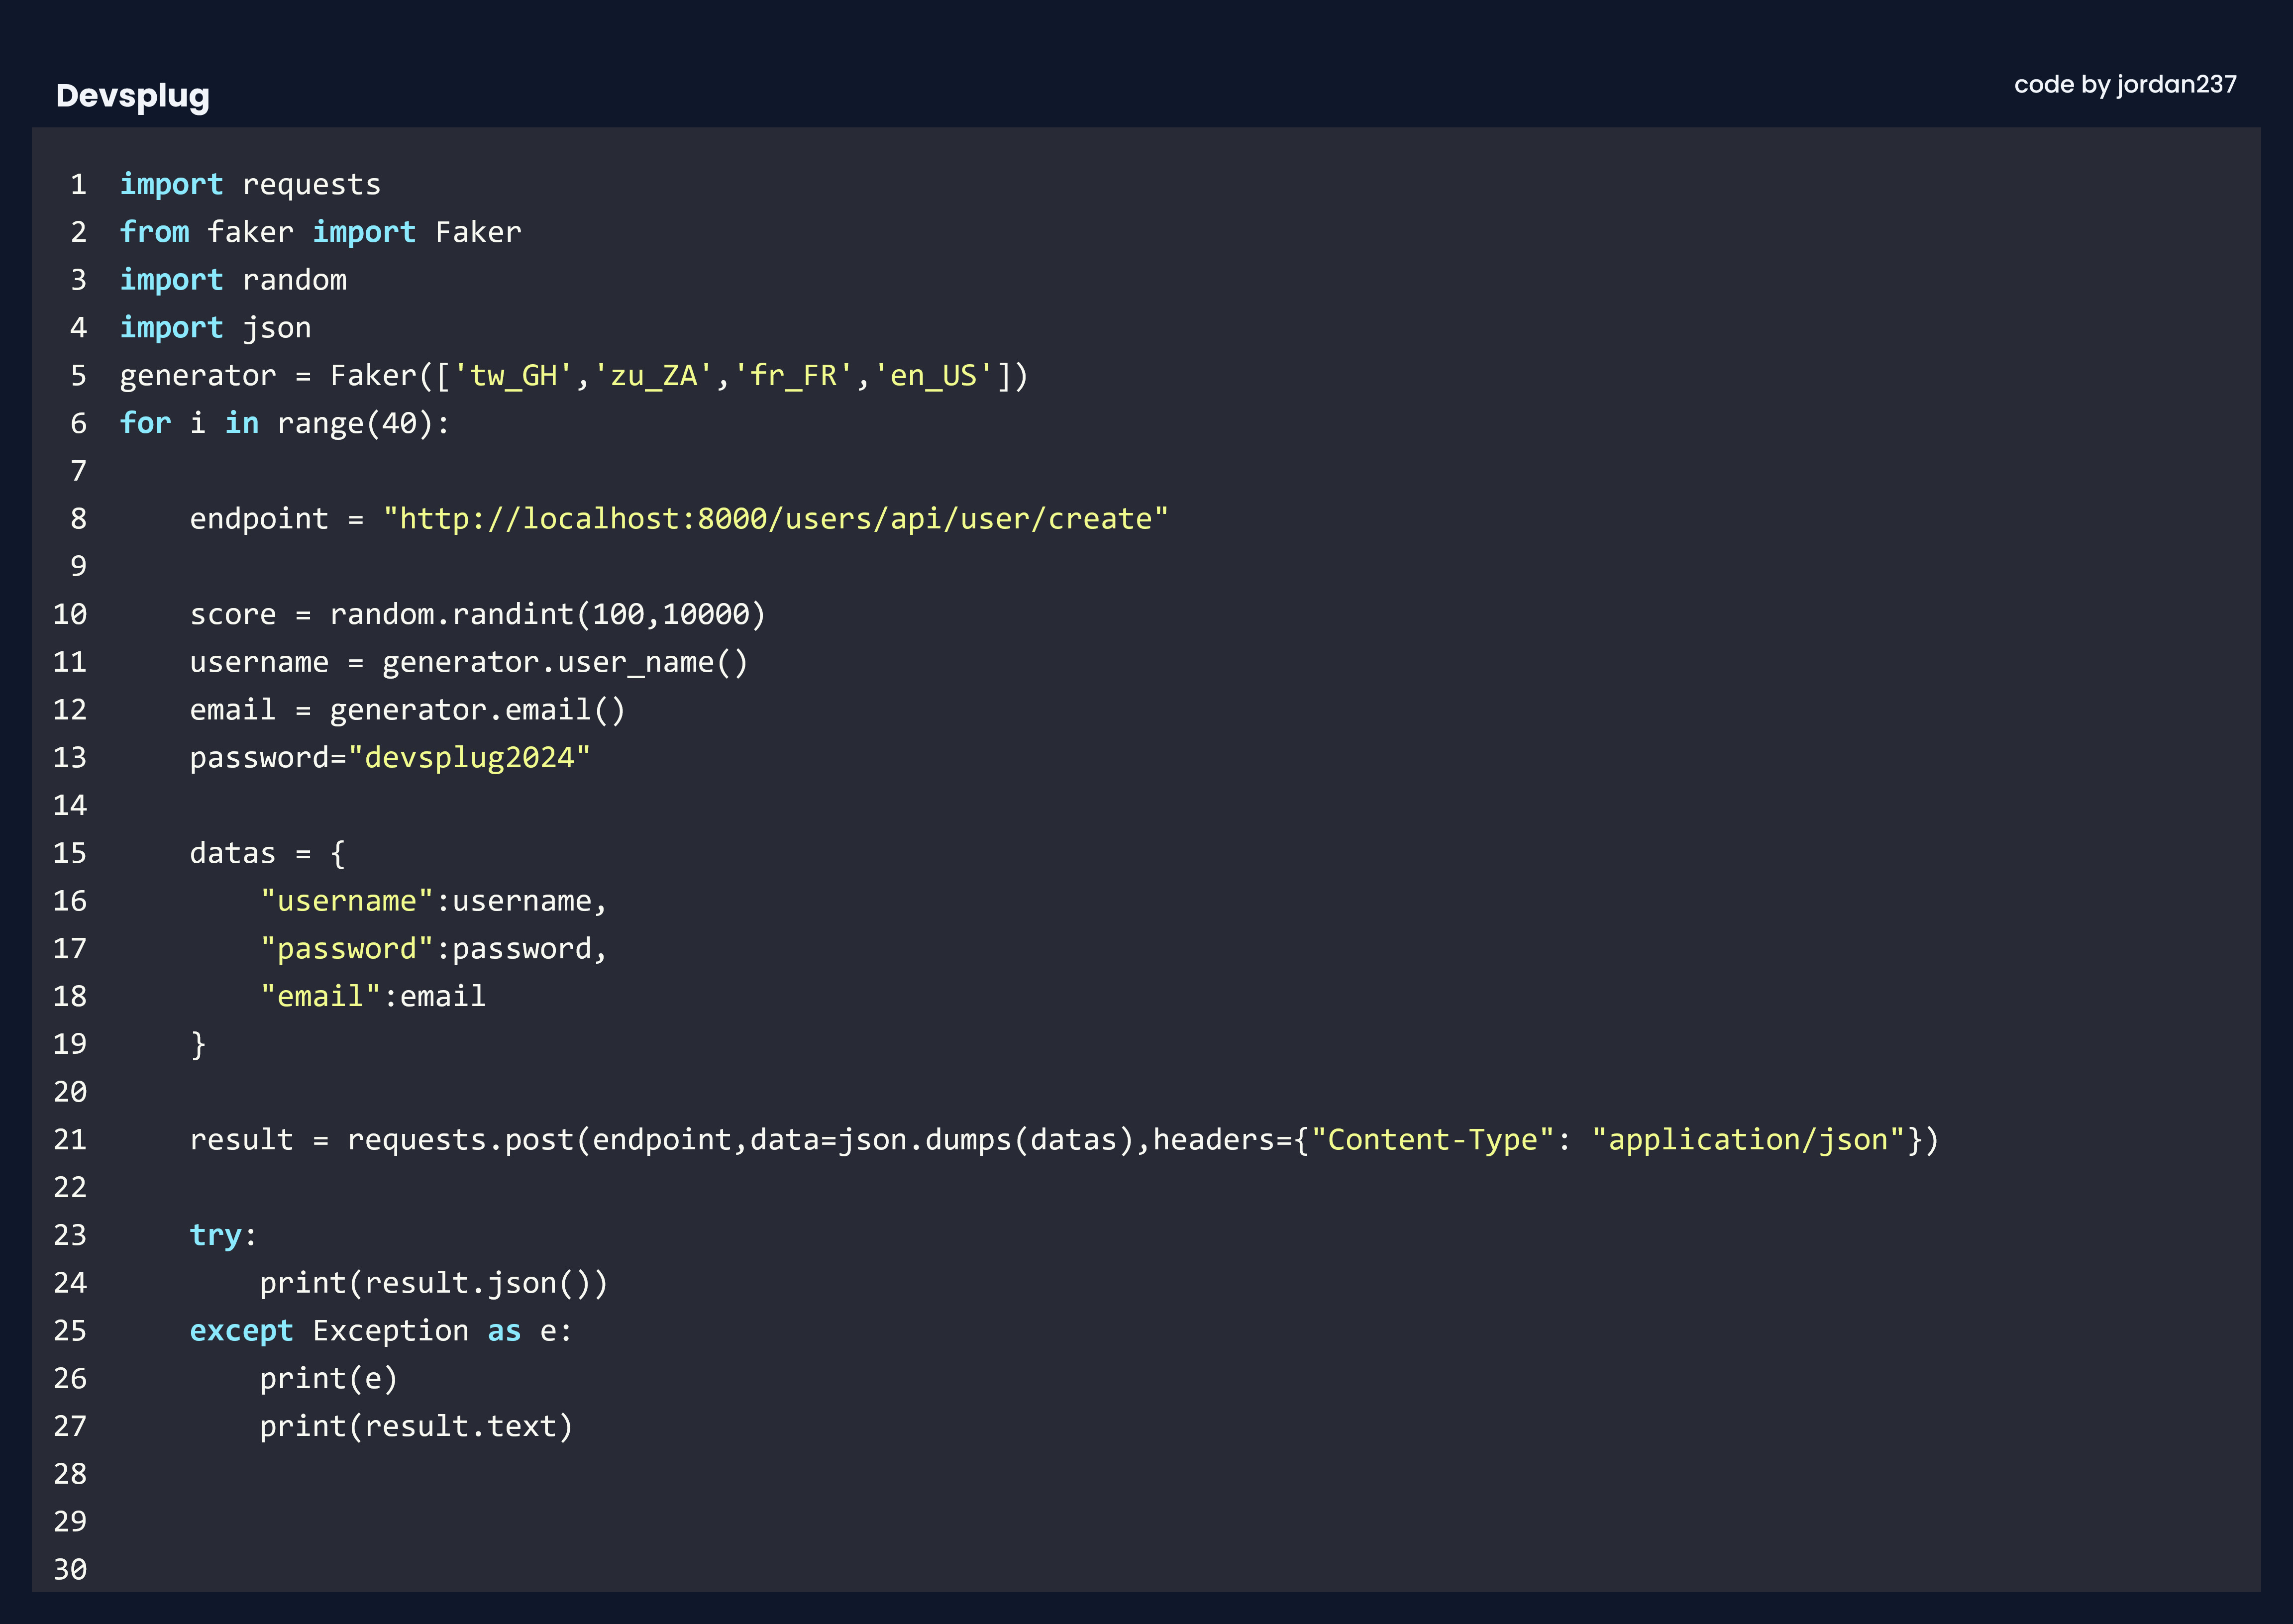 Devsplug
code by jordan237
1 import requests
2 from faker import Faker
3 import random
4 import json
5 generator = Faker(['tw_GH','zu_ZA','fr_FR','en_US'])
6 for i in range(40):
7
8     endpoint = "http://localhost:8000/users/api/user/create"
9
10     score = random.randint(100,10000)
11     username = generator.user_name()
12     email = generator.email()
13     password="devsplug2024"
14
15     datas = {
16         "username":username,
17         "password":password,
18         "email":email
19     }
20
21     result = requests.post(endpoint,data=json.dumps(datas),headers={"Content-Type": "application/json"})
22
23     try:
24         print(result.json())
25     except Exception as e:
26         print(e)
27         print(result.text)
28
29
30